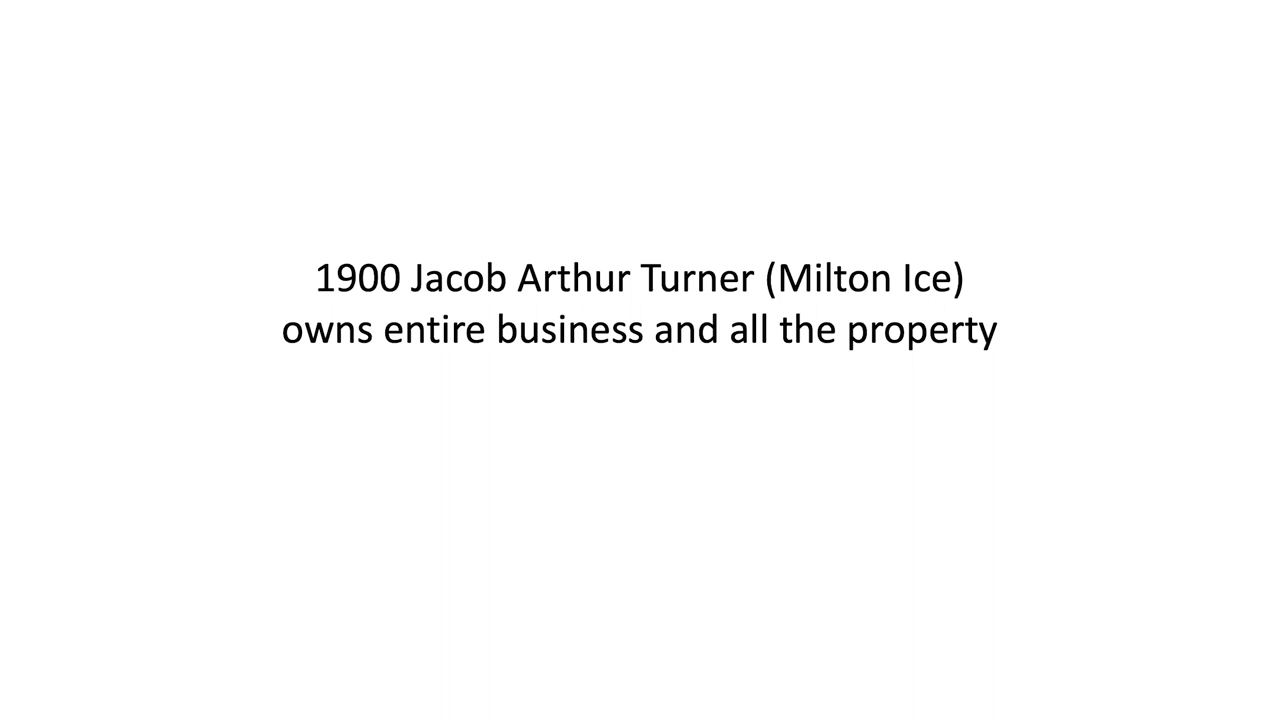 1900 Jacob Arthur Turner (Milton Ice)
owns entire business and all the property